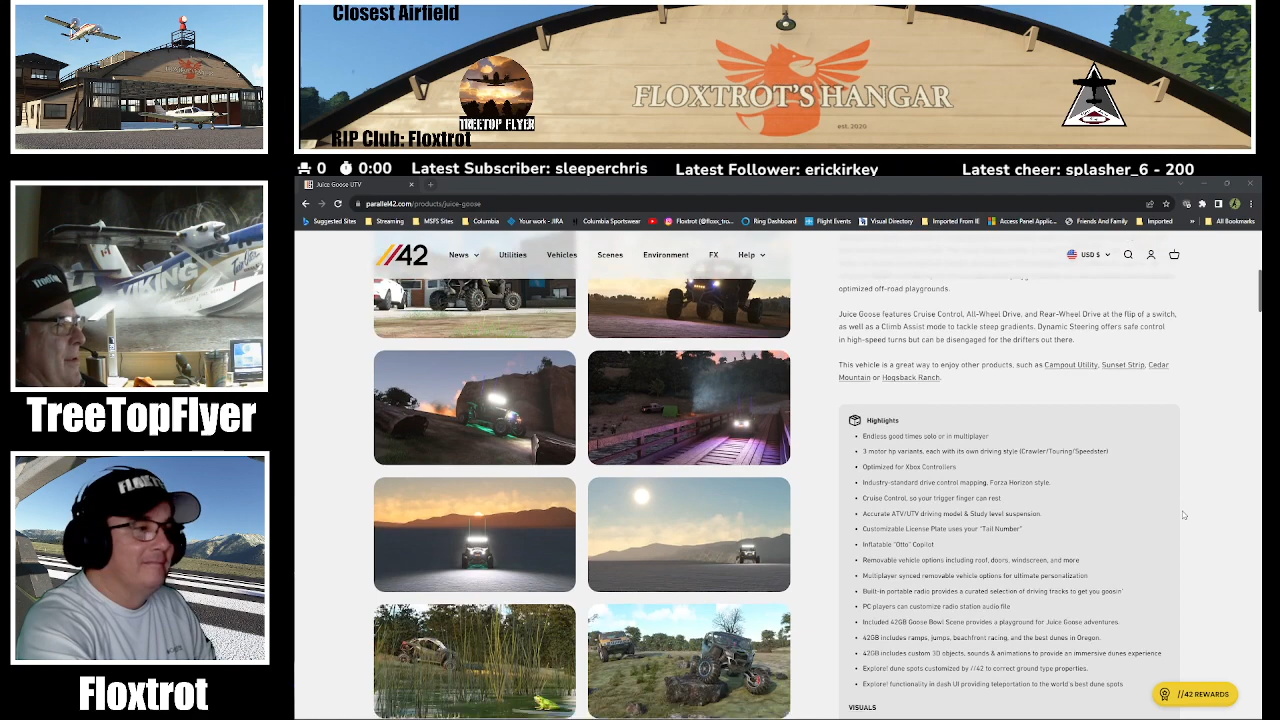 Closest Airfield
FLOXTROT'S HANGAR
est. 2020
TREETOP FLYER
RIP Club: Floxtrot
0 0:00 Latest Subscriber: sleeperchris Latest Follower: erickirkey Latest cheer: splasher_6 - 200
Juice Goose UTV
parallel42.com/products/juice-goose
Suggested Sites Streaming MSFS Sites Columbia Your work - JIRA Columbia Sportswear Floxtrot (@floxx_tro... Ring Dashboard Flight Events Visual Directory Imported From IE Access Panel Applic... Friends And Family Imported » All Bookmarks
//42 News Utilities Vehicles Scenes Environment FX Help USD $
optimized off-road playgrounds.
Juice Goose features Cruise Control, All-Wheel Drive, and Rear-Wheel Drive at the flip of a switch,
as well as a Climb Assist mode to tackle steep gradients. Dynamic Steering offers safe control
in high-speed turns but can be disengaged for the drifters out there.
This vehicle is a great way to enjoy other products, such as Campout Utility, Sunset Strip, Cedar
Mountain or Hogsback Ranch.
Highlights
• Endless good times solo or in multiplayer
• 3 motor hp variants, each with its own driving style (Crawler/Touring/Speedster)
• Optimized for Xbox Controllers
• Industry-standard drive control mapping, Forza Horizon style.
• Cruise Control, so your trigger finger can rest
• Accurate ATV/UTV driving model & Study level suspension.
• Customizable License Plate uses your "Tail Number"
• Inflatable "Otto" Copilot
• Removable vehicle options including roof, doors, windscreen, and more
• Multiplayer synced removable vehicle options for ultimate personalization
• Built-in portable radio provides a curated selection of driving tracks to get you goosin'
• PC players can customize radio station audio file
• Included 42GB Goose Bowl Scene provides a playground for Juice Goose adventures.
• 42GB includes ramps, jumps, beachfront racing, and the best dunes in Oregon.
• 42GB includes custom 3D objects, sounds & animations to provide an immersive dunes experience
• Explore! dune spots customized by //42 to correct ground type properties.
• Explore! functionality in dash UI providing teleportation to the world's best dune spots
VISUALS
//42 REWARDS
VIKING
TreeTopFlyer
FLOXT
Floxtrot